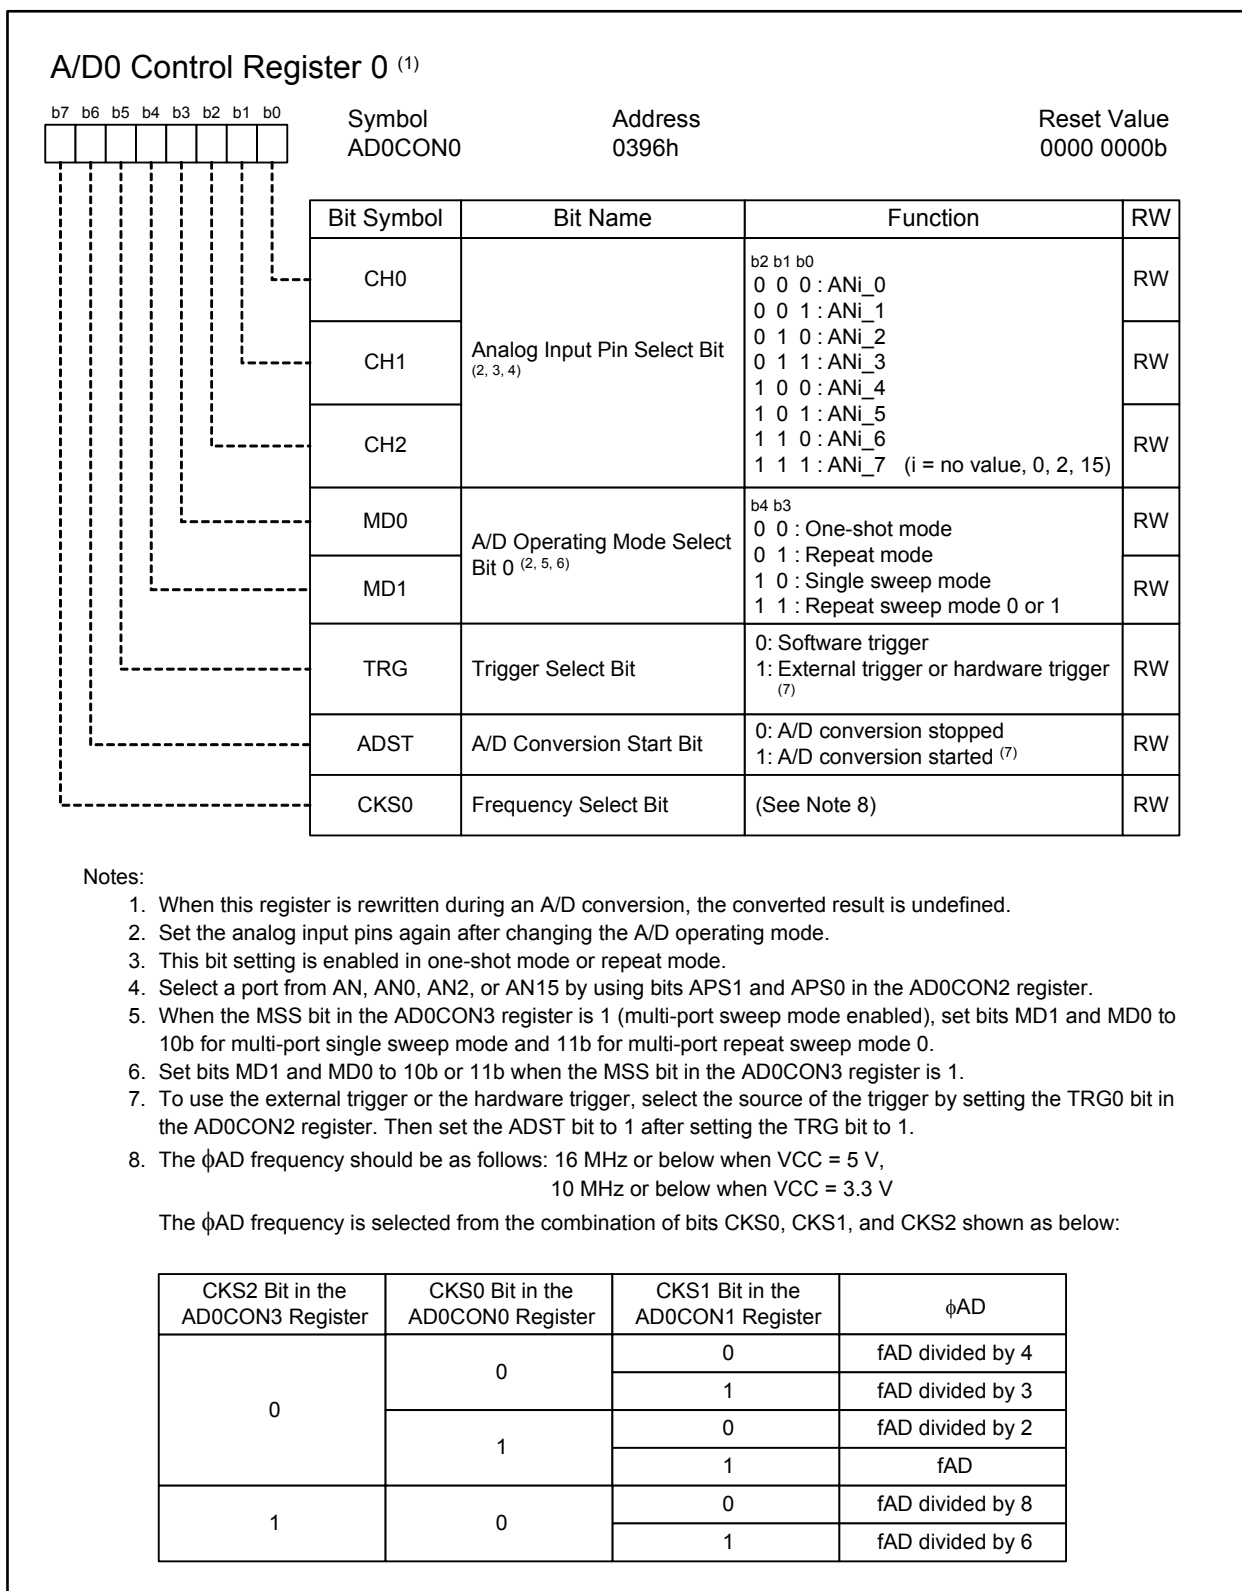 A/D0 Control Register 0 (1)
b7 b6 b5 b4 b3 b2 b1 b0
Symbol Address Reset Value
AD0CON0 0396h 0000 0000b
Bit Symbol Bit Name Function RW
CH0 RW
CH1 RW
CH2 RW
Analog Input Pin Select Bit
(2, 3, 4)
b2 b1 b0
0 0 0 : ANi_0
0 0 1 : ANi_1
0 1 0 : ANi_2
0 1 1 : ANi_3
1 0 0 : ANi_4
1 0 1 : ANi_5
1 1 0 : ANi_6
1 1 1 : ANi_7 (i = no value, 0, 2, 15)
MD0 RW
MD1 RW
A/D Operating Mode Select
Bit 0 (2, 5, 6)
b4 b3
0 0 : One-shot mode
0 1 : Repeat mode
1 0 : Single sweep mode
1 1 : Repeat sweep mode 0 or 1
TRG Trigger Select Bit RW
0: Software trigger
1: External trigger or hardware trigger
(7)
ADST A/D Conversion Start Bit RW
0: A/D conversion stopped
1: A/D conversion started (7)
CKS0 Frequency Select Bit (See Note 8) RW
Notes:
1. When this register is rewritten during an A/D conversion, the converted result is undefined.
2. Set the analog input pins again after changing the A/D operating mode.
3. This bit setting is enabled in one-shot mode or repeat mode.
4. Select a port from AN, AN0, AN2, or AN15 by using bits APS1 and APS0 in the AD0CON2 register.
5. When the MSS bit in the AD0CON3 register is 1 (multi-port sweep mode enabled), set bits MD1 and MD0 to
10b for multi-port single sweep mode and 11b for multi-port repeat sweep mode 0.
6. Set bits MD1 and MD0 to 10b or 11b when the MSS bit in the AD0CON3 register is 1.
7. To use the external trigger or the hardware trigger, select the source of the trigger by setting the TRG0 bit in
the AD0CON2 register. Then set the ADST bit to 1 after setting the TRG bit to 1.
8. The ϕAD frequency should be as follows: 16 MHz or below when VCC = 5 V,
10 MHz or below when VCC = 3.3 V
The ϕAD frequency is selected from the combination of bits CKS0, CKS1, and CKS2 shown as below:
CKS2 Bit in the CKS0 Bit in the CKS1 Bit in the ϕAD
AD0CON3 Register AD0CON0 Register AD0CON1 Register
0 0 0 fAD divided by 4
1 fAD divided by 3
1 0 fAD divided by 2
1 fAD
1 0 0 fAD divided by 8
1 fAD divided by 6